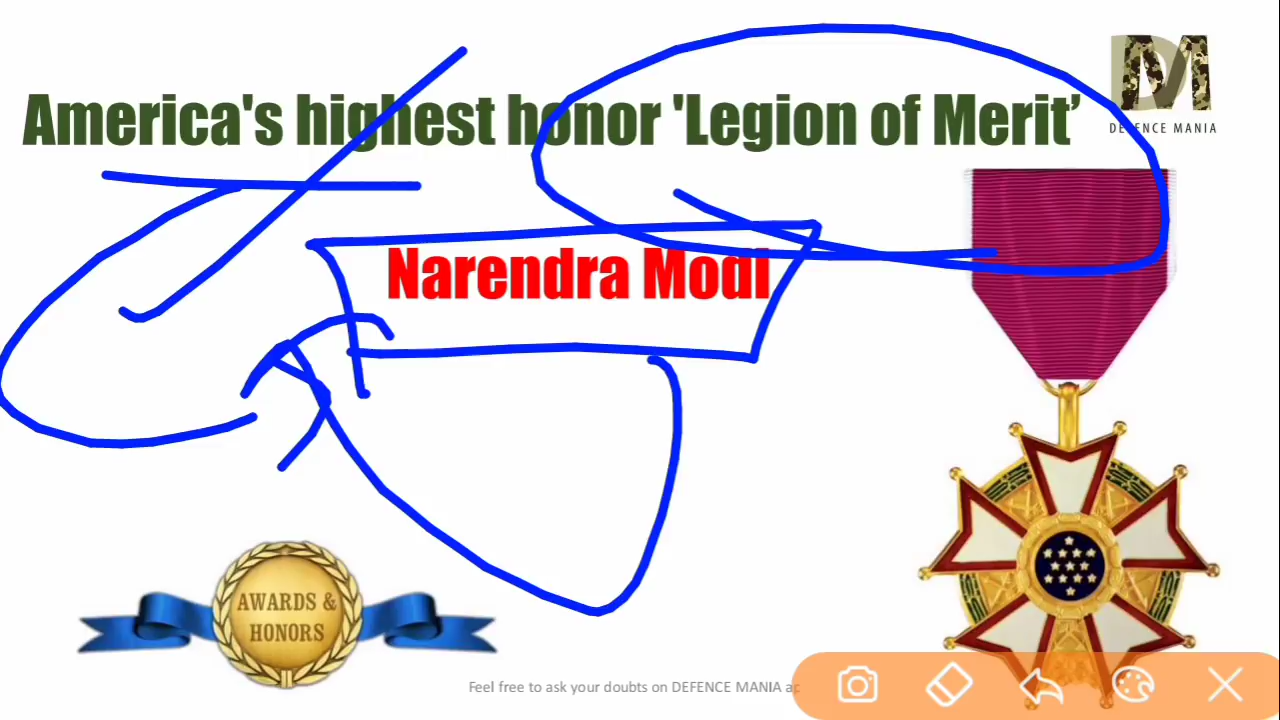 America's highest honor 'Legion of Merit’
DM
DEFENCE MANIA
Narendra Modi
AWARDS &
HONORS
Feel free to ask your doubts on DEFENCE MANIA